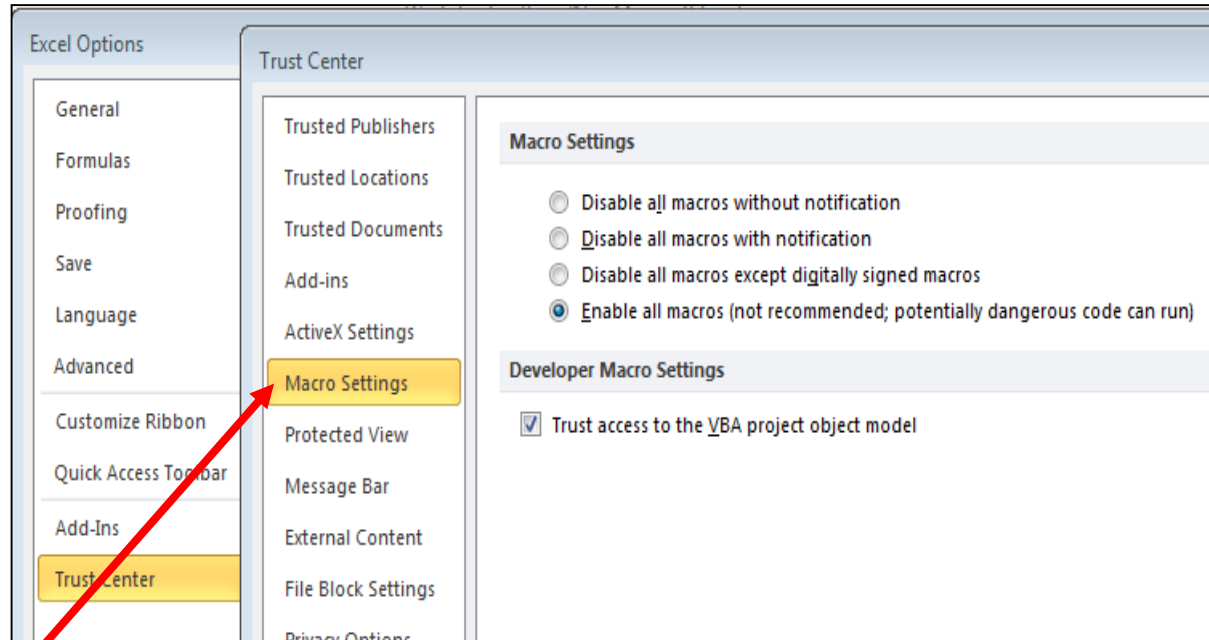 Excel Options
General
Formulas
Proofing
Save
Language
Advanced
Customize Ribbon
Quick Access Toolbar
Add-Ins
Trust Center
Trust Center
Trusted Publishers
Trusted Locations
Trusted Documents
Add-ins
ActiveX Settings
Macro Settings
Protected View
Message Bar
External Content
File Block Settings
Privacy Options
Macro Settings
Disable all macros without notification
Disable all macros with notification
Disable all macros except digitally signed macros
Enable all macros (not recommended; potentially dangerous code can run)
Developer Macro Settings
Trust access to the VBA project object model